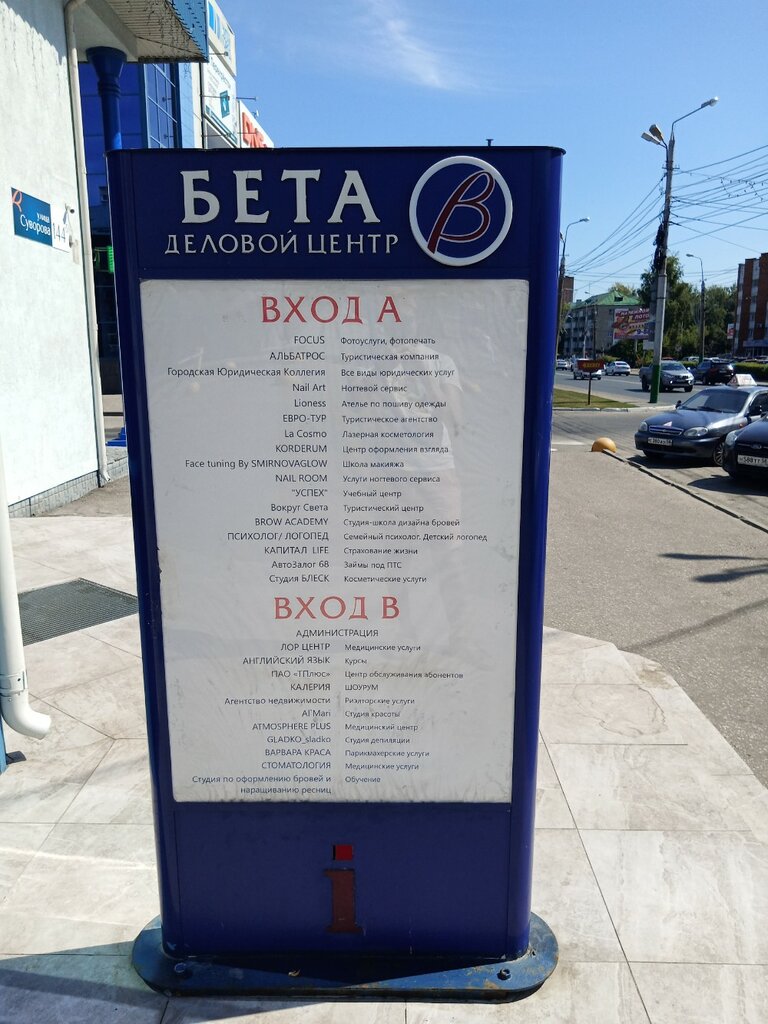 БЕТА
ДЕЛОВОЙ ЦЕНТР
β
улица
Суворова
144
ВХОД А
FOCUS Фотоуслуги, фотопечать
АЛЬБАТРОС Туристическая компания
Городская Юридическая Коллегия Все виды юридических услуг
Nail Art Ногтевой сервис
Lioness Ателье по пошиву одежды
ЕВРО-ТУР Туристическое агентство
La Cosmo Лазерная косметология
KORDERUM Центр оформления взгляда
Face tuning By SMIRNOVAGLOW Школа макияжа
NAIL ROOM Услуги ногтевого сервиса
"УСПЕХ" Учебный центр
Вокруг Света Туристический центр
BROW ACADEMY Студия-школа дизайна бровей
ПСИХОЛОГ/ ЛОГОПЕД Семейный психолог. Детский логопед
КАПИТАЛ LIFE Страхование жизни
АвтоЗалог 68 Займы под ПТС
Студия БЛЕСК Косметические услуги
ВХОД В
АДМИНИСТРАЦИЯ
ЛОР ЦЕНТР Медицинские услуги
АНГЛИЙСКИЙ ЯЗЫК Курсы
ПАО «ТПлюс» Центр обслуживания абонентов
КАЛЕРИЯ ШОУРУМ
Агентство недвижимости Риэлторские услуги
Al'Mari Студия красоты
ATMOSPHERE PLUS Медицинский центр
GLADKO_sladko Студия депиляции
ВАРВАРА КРАСА Парикмахерские услуги
СТОМАТОЛОГИЯ Медицинские услуги
Студия по оформлению бровей и Обучение
наращиванию ресниц
i